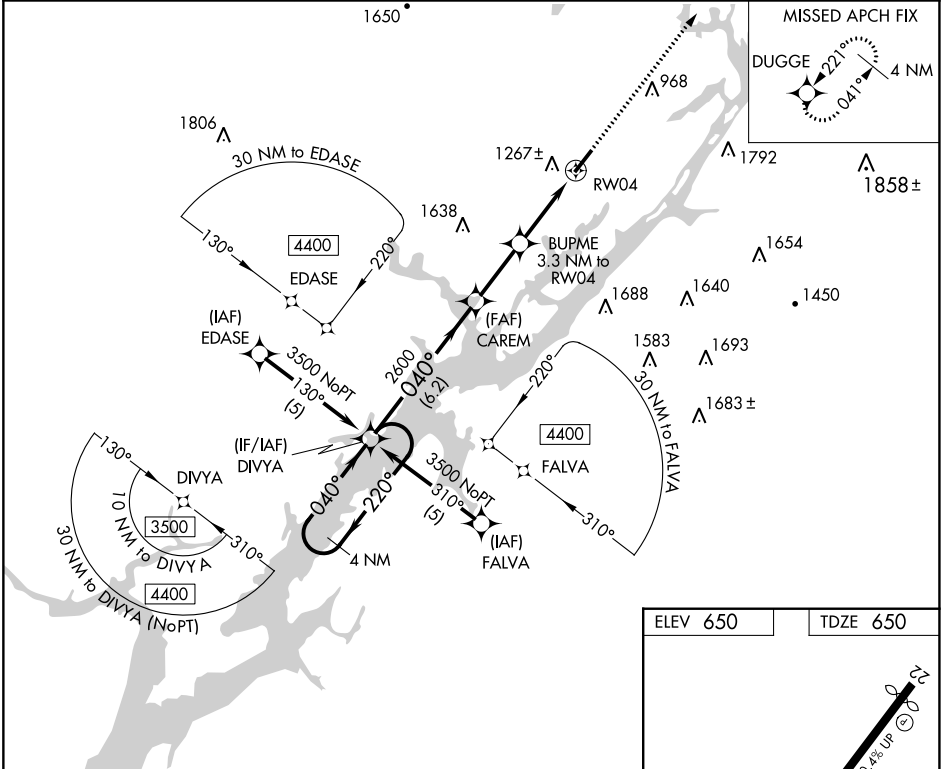 1650
MISSED APCH FIX
DUGGE
221°
4 NM
041°
968
1806
30 NM to EDASE
1267±
1792
RW04
1858±
1638
130°
4400
220°
EDASE
BUPME
3.3 NM to
RW04
1654
1688
1640
1450
(IAF)
EDASE
(FAF)
CAREM
3500 NoPT
130°
(5)
2600
040°
(6.2)
1583
1693
220°
30 NM to FALVA
1683±
4400
(IF/IAF)
DIVYA
130°
DIVYA
FALVA
3500 NoPT
310°
(5)
040°
220°
3500
10 NM to DIVYA
310°
310°
(IAF)
FALVA
4 NM
4400
30 NM to DIVYA (NoPT)
ELEV 650
TDZE 650
22
P
0.4% UP